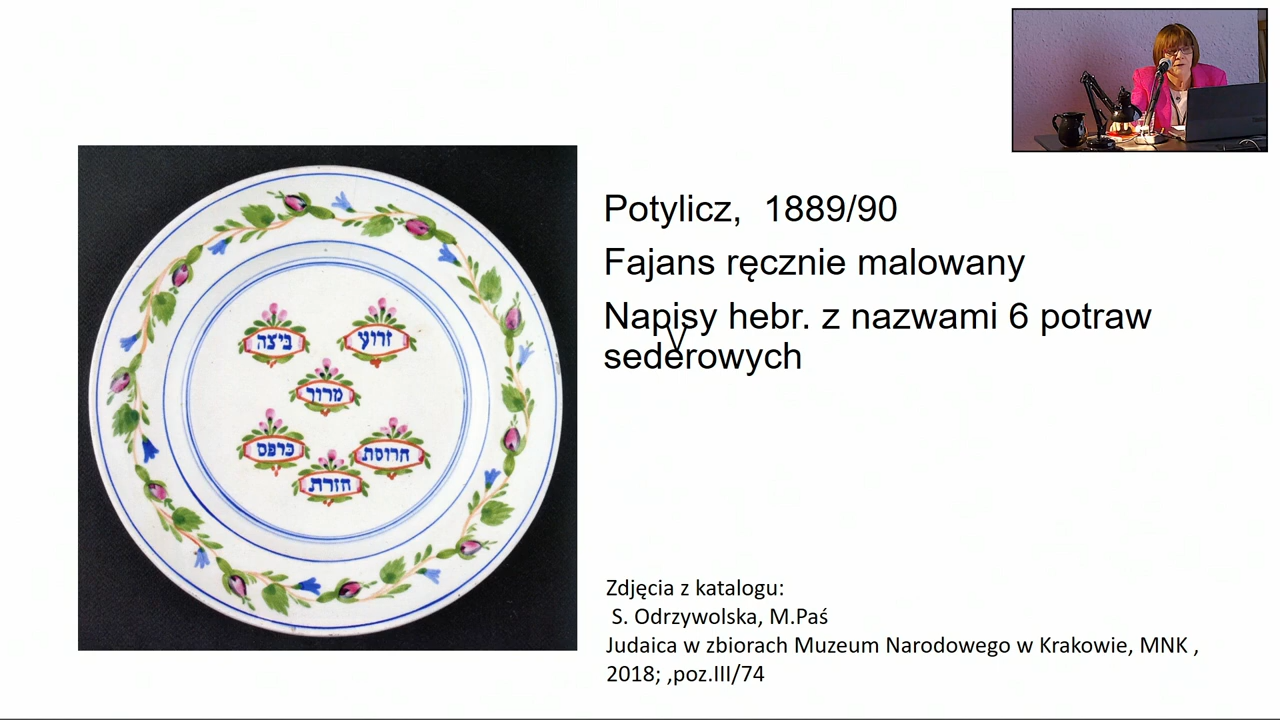 ביצה
זרוע
מרור
כרפס
חרוסת
חזרת
Potylicz, 1889/90
Fajans ręcznie malowany
Napisy hebr. z nazwami 6 potraw
sederowych
Zdjęcia z katalogu:
S. Odrzywolska, M.Paś
Judaica w zbiorach Muzeum Narodowego w Krakowie, MNK ,
2018; ,poz.III/74